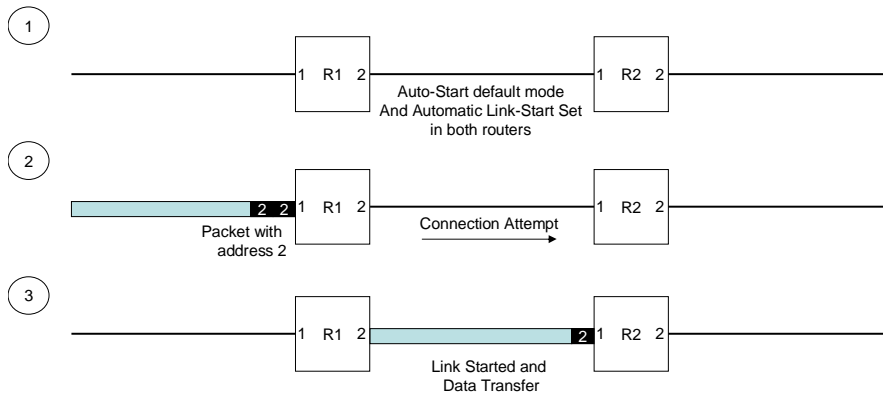 1
1 R1 2
1 R2 2
Auto-Start default mode
And Automatic Link-Start Set
in both routers
2
2 2
1 R1 2
1 R2 2
Packet with
address 2
Connection Attempt
3
1 R1 2
2
1 R2 2
Link Started and
Data Transfer